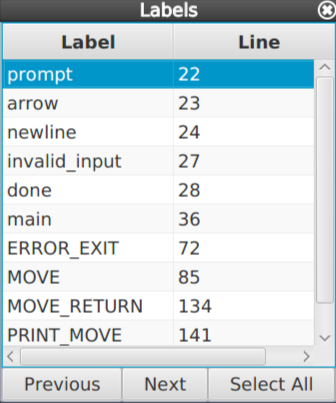 Labels
Label Line
prompt 22
arrow 23
newline 24
invalid_input 27
done 28
main 36
ERROR_EXIT 72
MOVE 85
MOVE_RETURN 134
PRINT_MOVE 141
Previous Next Select All